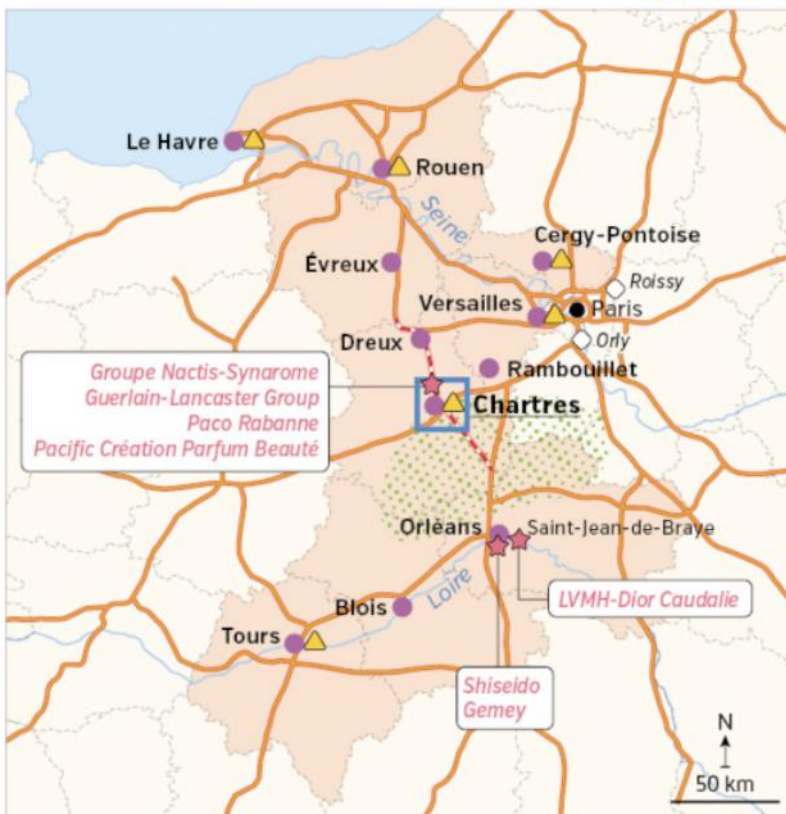 Le Havre
Rouen
Seine
Cergy-Pontoise
Évreux
Roissy
Versailles
Paris
Dreux
Orly
Rambouillet
Groupe Nactis-Synarome
Guerlain-Lancaster Group
Paco Rabanne
Pacific Création Parfum Beauté
Chartres
Orléans
Saint-Jean-de-Braye
Loire
Blois
LVMH-Dior Caudalie
Tours
Shiseido
Gemey
N
50 km